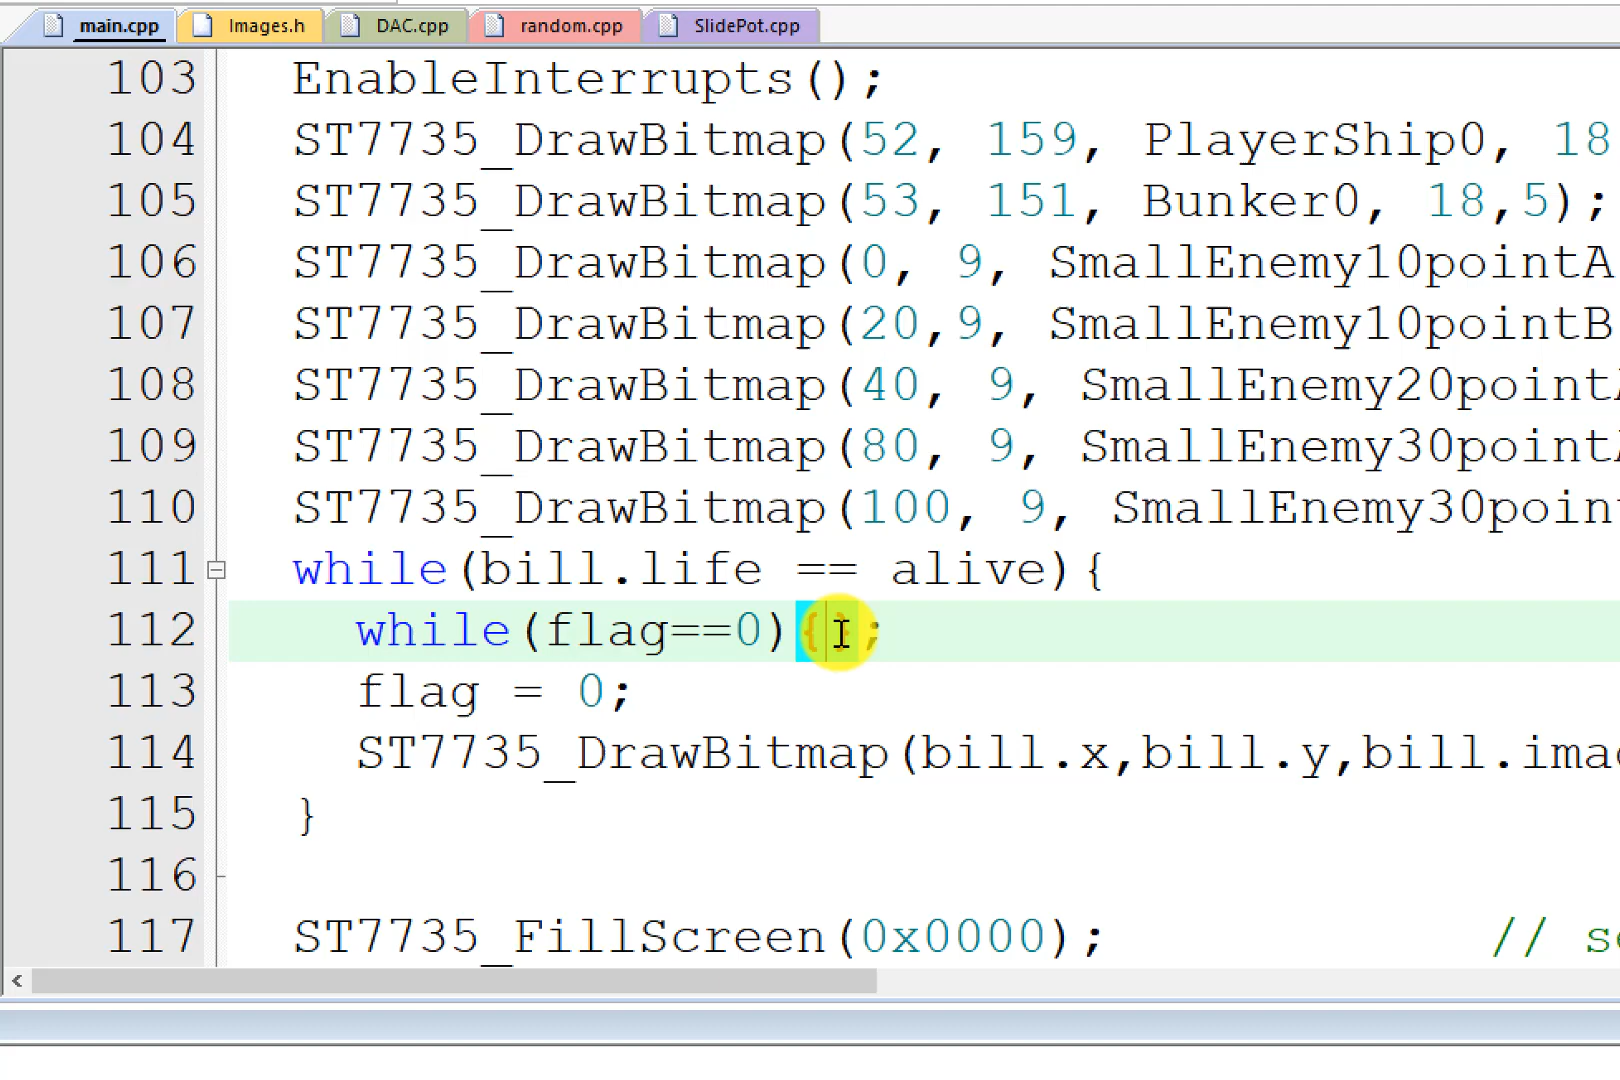 main.cpp Images.h DAC.cpp random.cpp SlidePot.cpp
103 EnableInterrupts();
104 ST7735_DrawBitmap(52, 159, PlayerShip0, 18
105 ST7735_DrawBitmap(53, 151, Bunker0, 18,5);
106 ST7735_DrawBitmap(0, 9, SmallEnemy10pointA
107 ST7735_DrawBitmap(20,9, SmallEnemy10pointB
108 ST7735_DrawBitmap(40, 9, SmallEnemy20pointA
109 ST7735_DrawBitmap(80, 9, SmallEnemy30pointA
110 ST7735_DrawBitmap(100, 9, SmallEnemy30poin
111 while(bill.life == alive){
112 while(flag==0){};
113 flag = 0;
114 ST7735_DrawBitmap(bill.x,bill.y,bill.ima
115 }
116
117 ST7735_FillScreen(0x0000); // s